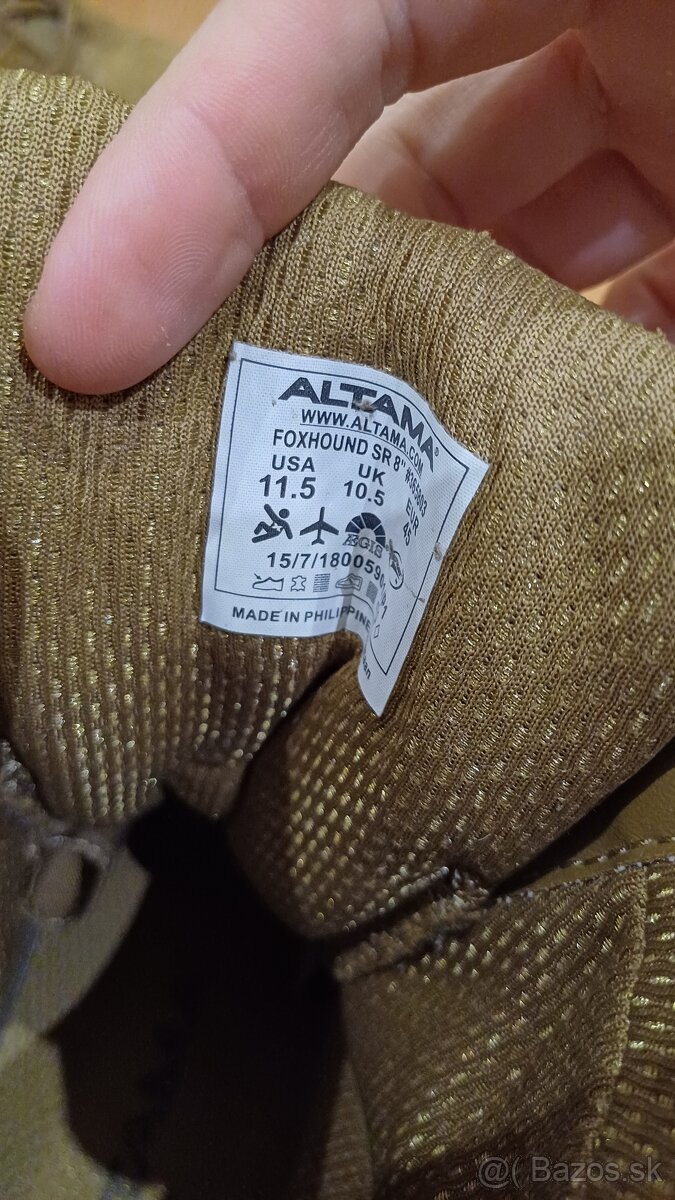 ALTAMA®
WWW.ALTAMA.COM
FOXHOUND SR 8"
USA UK EUR
11.5 10.5 45
ÆGIS
MADE IN PHILIPPINE
@( Bazos.sk